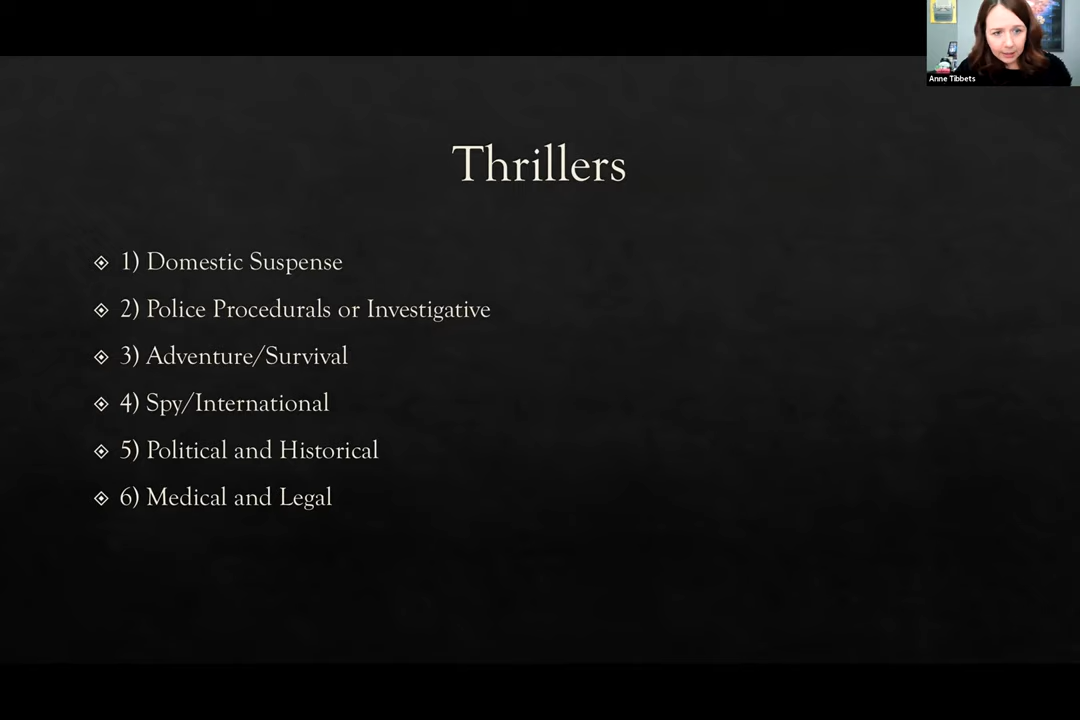 Anne Tibbets
Thrillers
1) Domestic Suspense
2) Police Procedurals or Investigative
3) Adventure/Survival
4) Spy/International
5) Political and Historical
6) Medical and Legal